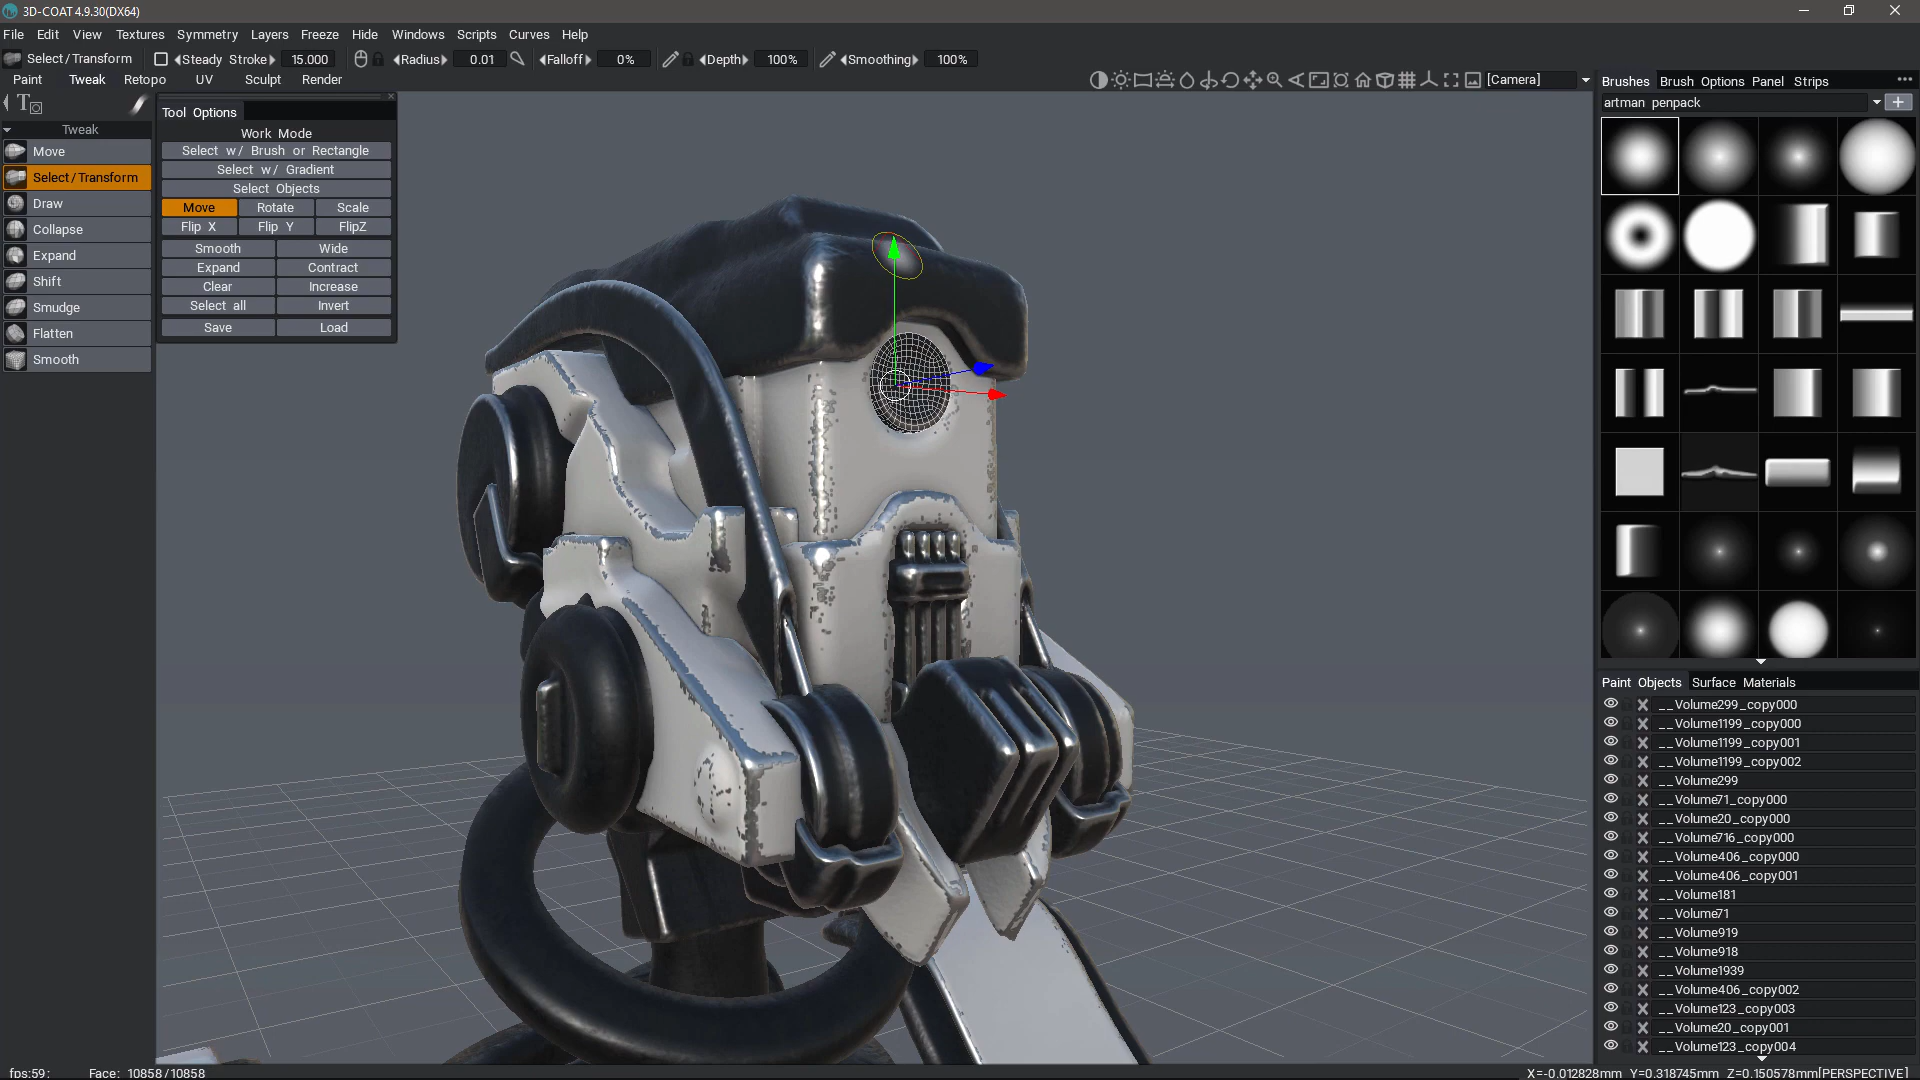 3D-COAT 4.9.30(DX64)
File Edit View Textures Symmetry Layers Freeze Hide Windows Scripts Curves Help
Select/Transform Steady Stroke 15.000 Radius 0.01 Falloff 0% Depth 100% Smoothing 100%
Paint Tweak Retopo UV Sculpt Render [Camera]
Tweak
Move
Select/Transform
Draw
Collapse
Expand
Shift
Smudge
Flatten
Smooth
Tool Options
Work Mode
Select w/ Brush or Rectangle
Select w/ Gradient
Select Objects
Move Rotate Scale
Flip X Flip Y FlipZ
Smooth Wide
Expand Contract
Clear Increase
Select all Invert
Save Load
Brushes Brush Options Panel Strips
artman penpack
Paint Objects Surface Materials
__Volume299_copy000
__Volume1199_copy000
__Volume1199_copy001
__Volume1199_copy002
__Volume299
__Volume71_copy000
__Volume20_copy000
__Volume716_copy000
__Volume406_copy000
__Volume406_copy001
__Volume181
__Volume71
__Volume919
__Volume918
__Volume1939
__Volume406_copy002
__Volume123_copy003
__Volume20_copy001
__Volume123_copy004
fps:59: Face: 10858/10858 X=-0.012828mm Y=0.318745mm Z=0.150578mm[PERSPECTIVE]